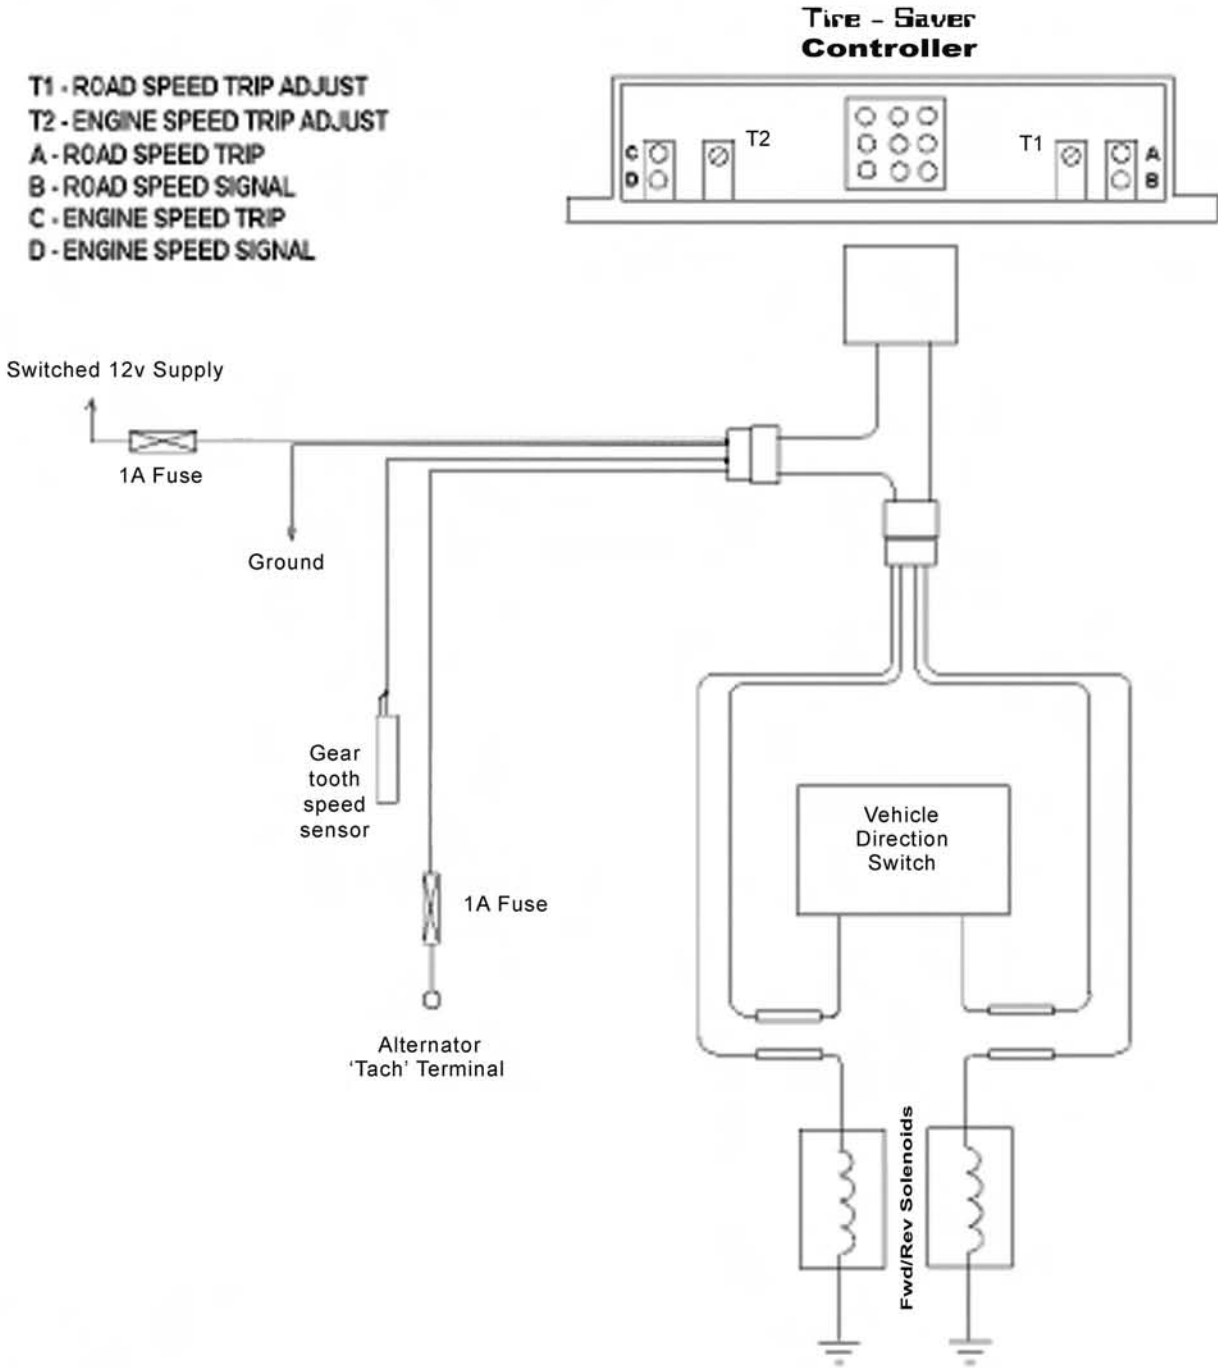 Tire - Saver
Controller
T1 - ROAD SPEED TRIP ADJUST
T2 - ENGINE SPEED TRIP ADJUST
A - ROAD SPEED TRIP
B - ROAD SPEED SIGNAL
C - ENGINE SPEED TRIP
D - ENGINE SPEED SIGNAL
C
D
T2
T1
A
B
Switched 12v Supply
1A Fuse
Ground
Gear
tooth
speed
sensor
1A Fuse
Alternator
‘Tach’ Terminal
Vehicle
Direction
Switch
Fwd/Rev Solenoids